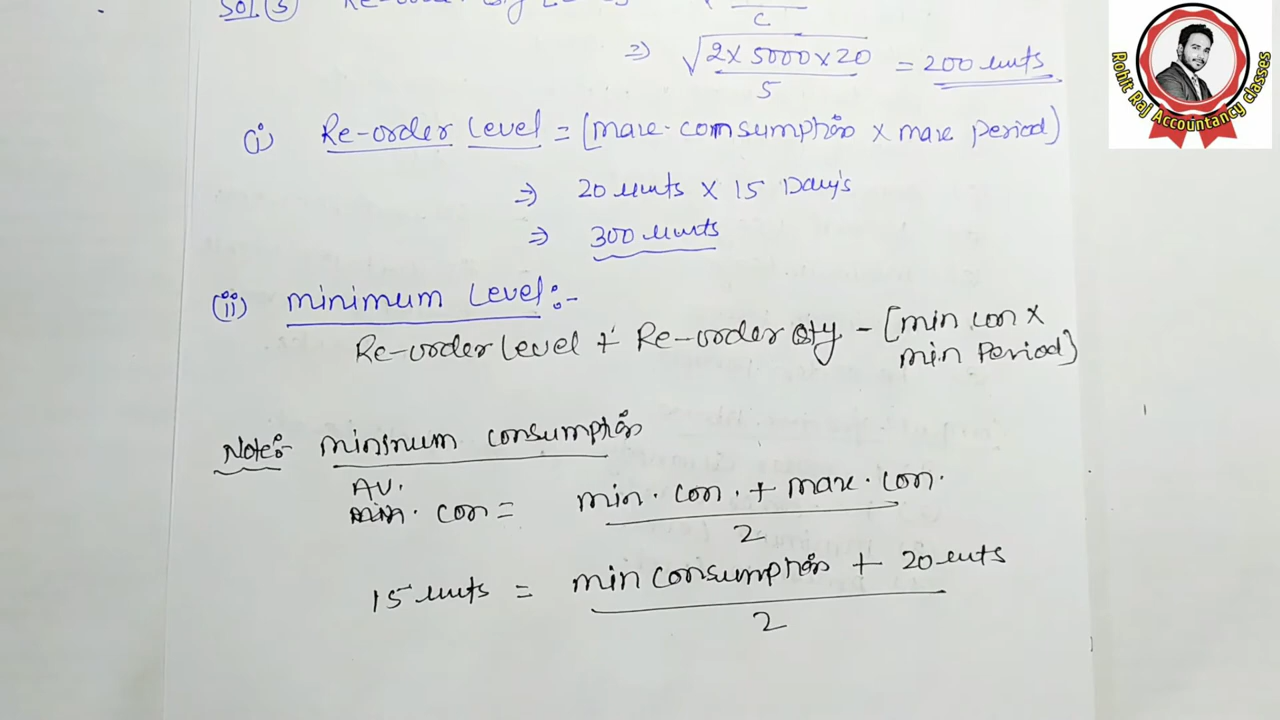 Sol (3)
C
⇒ √2 × 5000 × 20 = 200 units
5
(i) Re-order Level = [max. consumption × max period)
⇒ 20 units × 15 Day's
⇒ 300 units
(ii) minimum Level :-
Re-order Level + Re-order Qty - [min con ×
min Period]
Note:- minimum consumption
Av.
min. con = min. con. + max. con.
2
15 units = min consumption + 20 units
2
Rohit Raj Accountancy classes